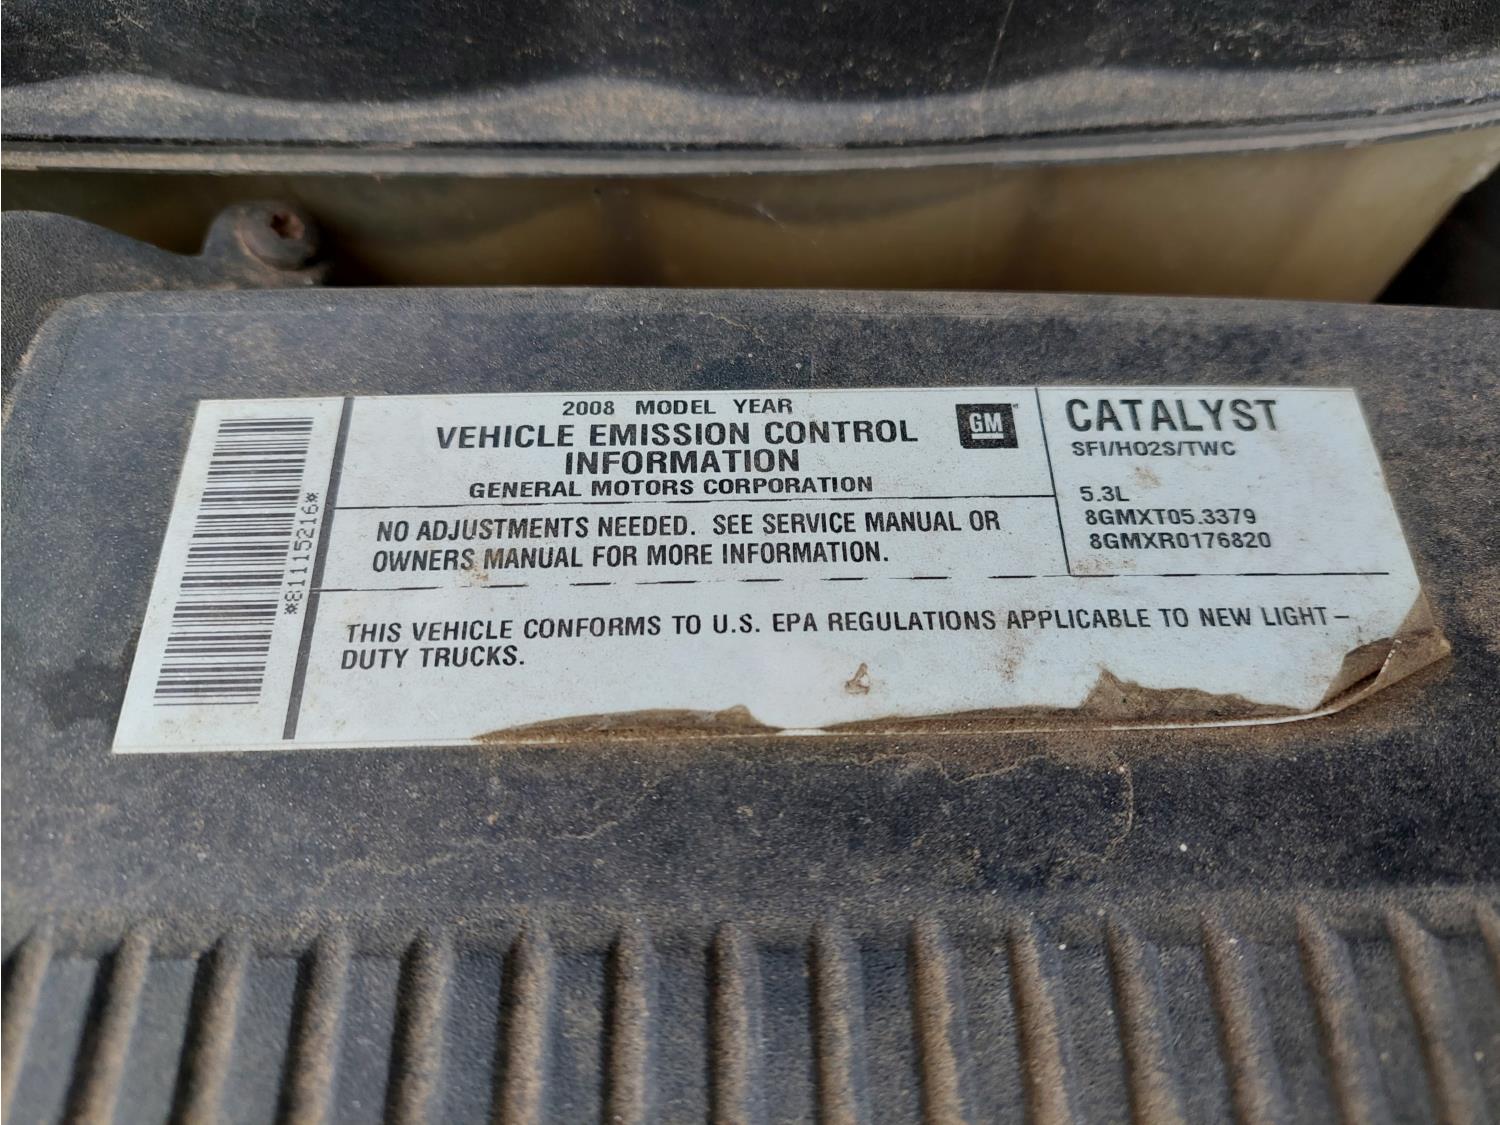 2008 MODEL YEAR
VEHICLE EMISSION CONTROL
INFORMATION
GENERAL MOTORS CORPORATION
GM
NO ADJUSTMENTS NEEDED. SEE SERVICE MANUAL OR
OWNERS MANUAL FOR MORE INFORMATION.
CATALYST
SFI/HO2S/TWC
5.3L
8GMXT05.3379
8GMXR0176820
THIS VEHICLE CONFORMS TO U.S. EPA REGULATIONS APPLICABLE TO NEW LIGHT–
DUTY TRUCKS.
*81115216*